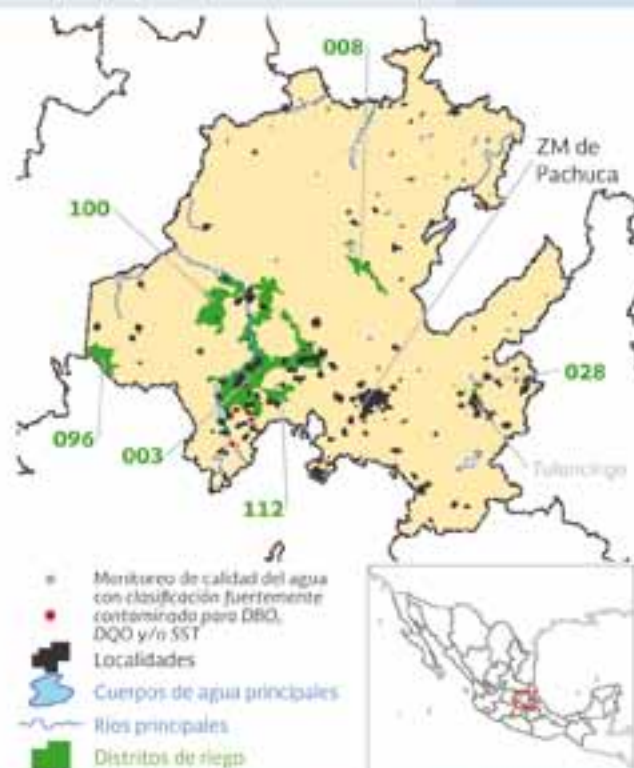 008
ZM de
Pachuca
100
028
096
003
Tulancingo
112
Monitoreo de calidad del agua
con clasificación fuertemente
contaminado para DBO,
DQO y/o SST
Localidades
Cuerpos de agua principales
Ríos principales
Distritos de riego